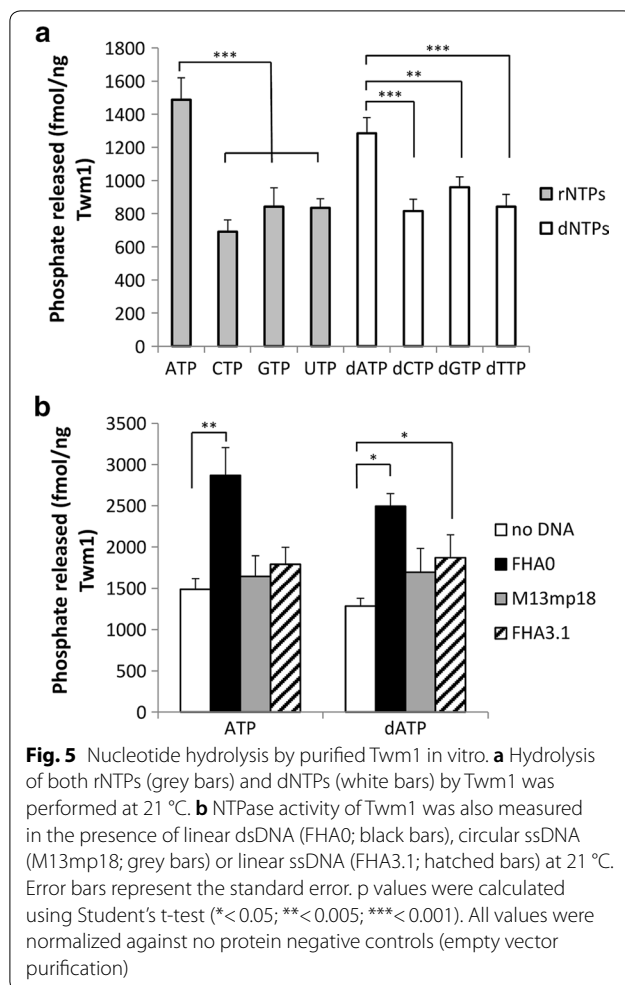 a
Phosphate released (fmol/ng Twm1)
1800
1600
1400
1200
1000
800
600
400
200
0
***
***
**
***
rNTPs
dNTPs
ATP CTP GTP UTP dATP dCTP dGTP dTTP
b
Phosphate released (fmol/ng Twm1)
3500
3000
2500
2000
1500
1000
500
0
**
*
*
no DNA
FHA0
M13mp18
FHA3.1
ATP dATP
Fig. 5 Nucleotide hydrolysis by purified Twm1 in vitro. a Hydrolysis
of both rNTPs (grey bars) and dNTPs (white bars) by Twm1 was
performed at 21 °C. b NTPase activity of Twm1 was also measured
in the presence of linear dsDNA (FHA0; black bars), circular ssDNA
(M13mp18; grey bars) or linear ssDNA (FHA3.1; hatched bars) at 21 °C.
Error bars represent the standard error. p values were calculated
using Student’s t-test (*< 0.05; **< 0.005; ***< 0.001). All values were
normalized against no protein negative controls (empty vector
purification)